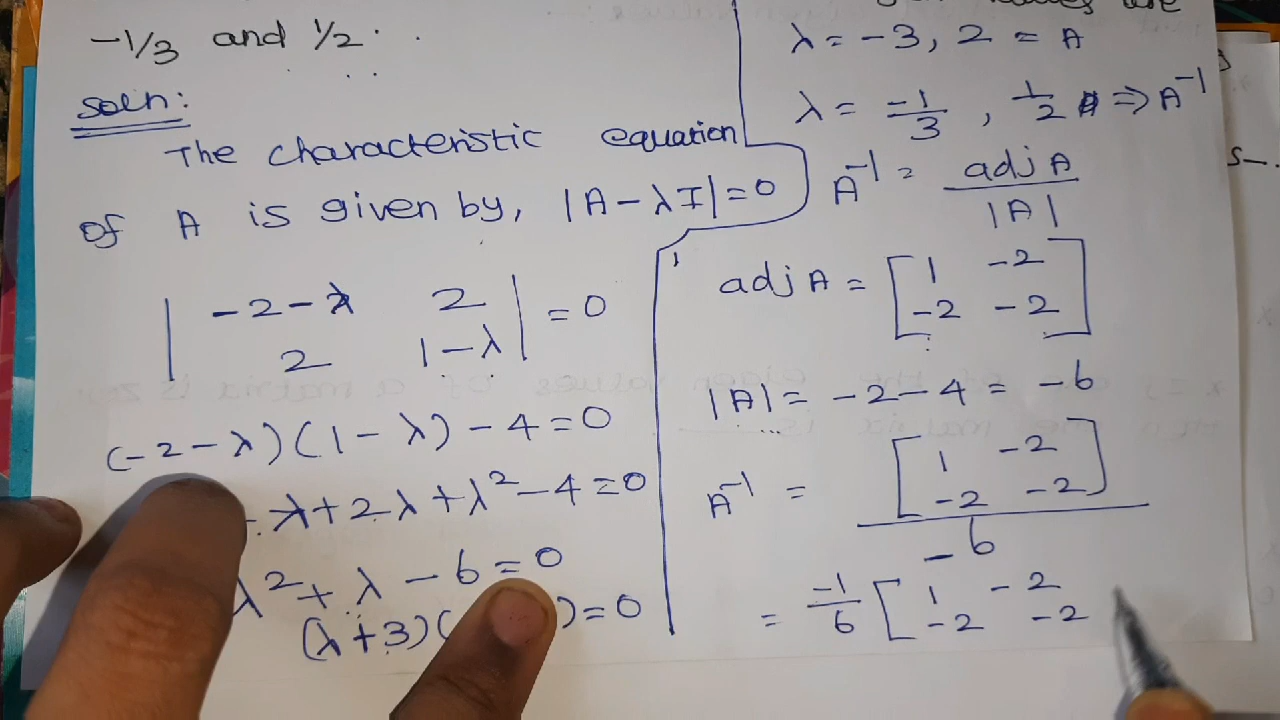 -1/3 and 1/2.
Soln:
The characteristic equation
of A is given by, |A-λI|=0
| -2-λ 2 |
| 2 1-λ | = 0
(-2-λ)(1-λ)-4=0
-λ+2λ+λ²-4=0
λ²+λ-6=0
(λ+3)( )=0
values are
λ=-3, 2 = A
λ= -1/3, 1/2 ⇒ A⁻¹
A⁻¹ = adj A / |A|
adj A = [ 1 -2
-2 -2 ]
|A| = -2-4 = -6
A⁻¹ = [ 1 -2
-2 -2 ]
-6
= -1/6 [ 1 -2
-2 -2